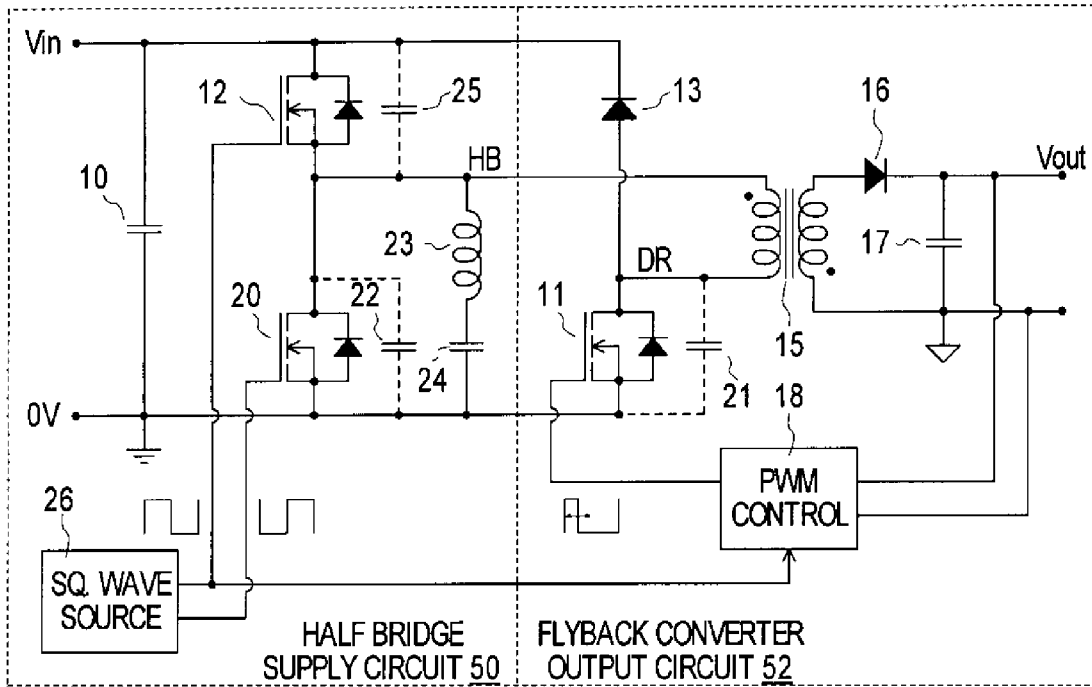 Vin
12
25
13
16
HB
Vout
10
23
17
DR
20
22
11
24
15
21
0V
18
26
PWM
CONTROL
SQ. WAVE
SOURCE
HALF BRIDGE
SUPPLY CIRCUIT 50
FLYBACK CONVERTER
OUTPUT CIRCUIT 52